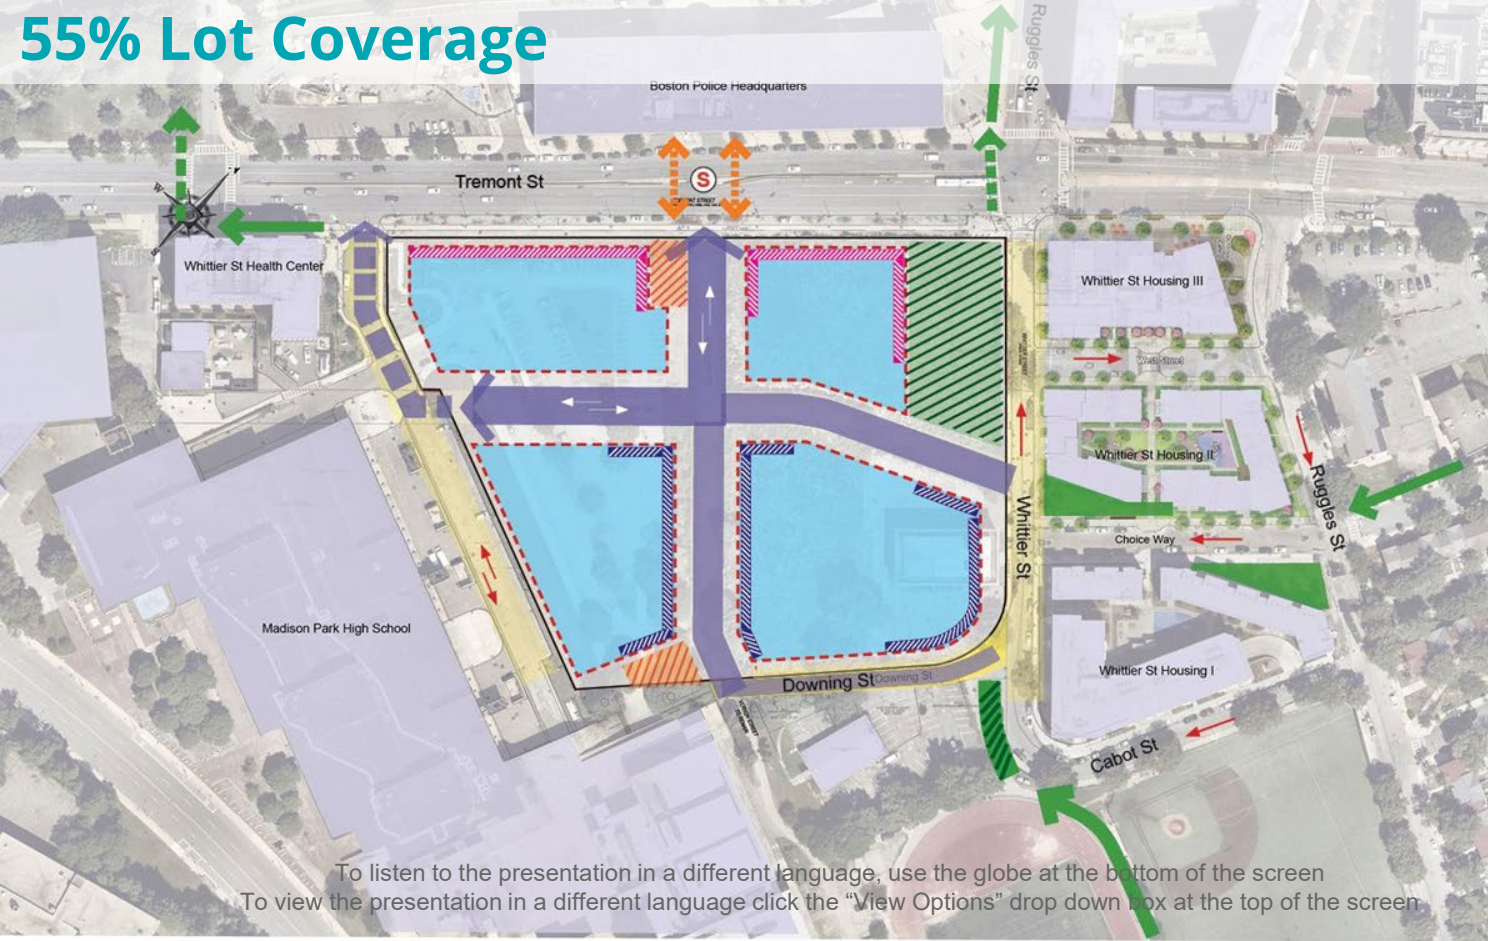 55% Lot Coverage
Ruggles St
Boston Police Headquarters
Tremont St
S
W
Whittier St Health Center
Whittier St Housing III
West Street
Whittier St Housing II
Ruggles St
Whittier St
Choice Way
Madison Park High School
Whittier St Housing I
Downing St
Downing St
Cabot St
To listen to the presentation in a different language, use the globe at the bottom of the screen
To view the presentation in a different language click the “View Options” drop down box at the top of the screen